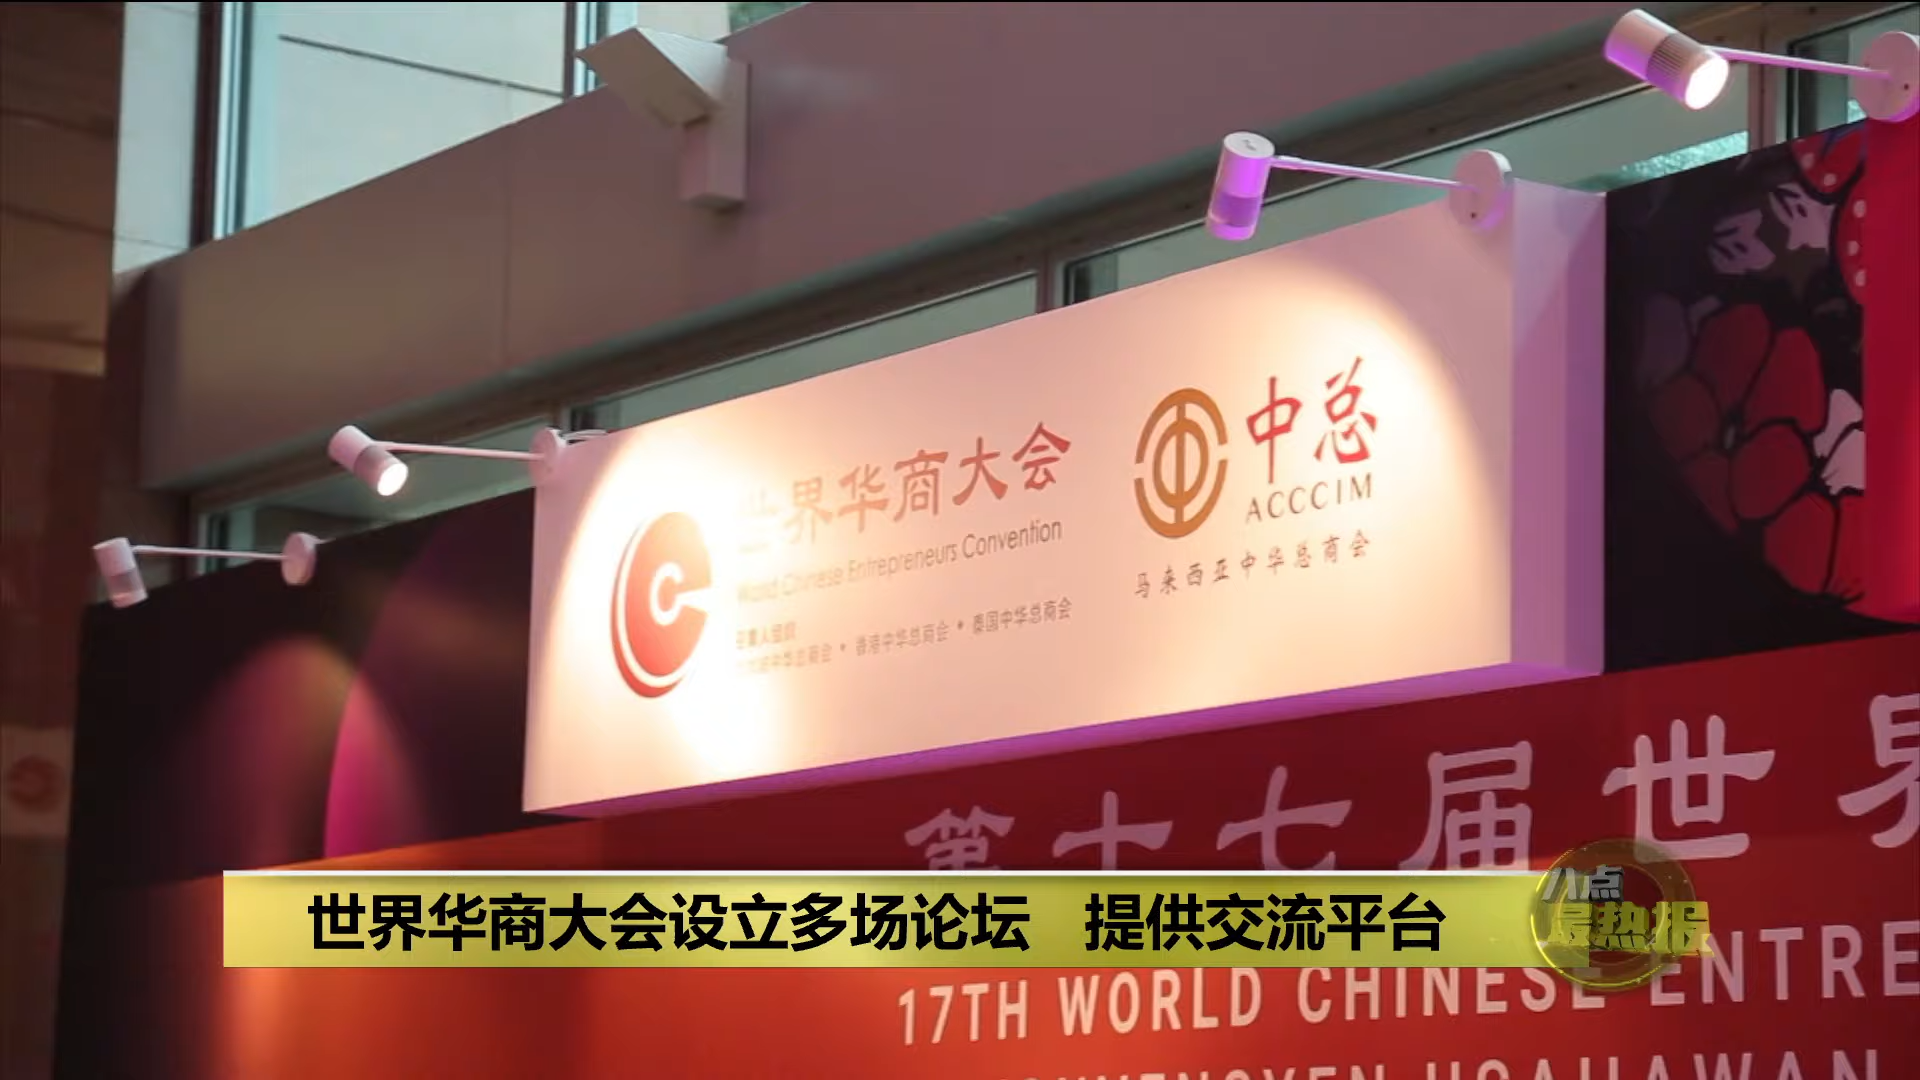 世界华商大会
World Chinese Entrepreneurs Convention
香港中华总商会 • 泰国中华总商会
中总
ACCCIM
马来西亚中华总商会
第十七届世界
世界华商大会设立多场论坛 提供交流平台
八点
最热报
17TH WORLD CHINESE ENTRE